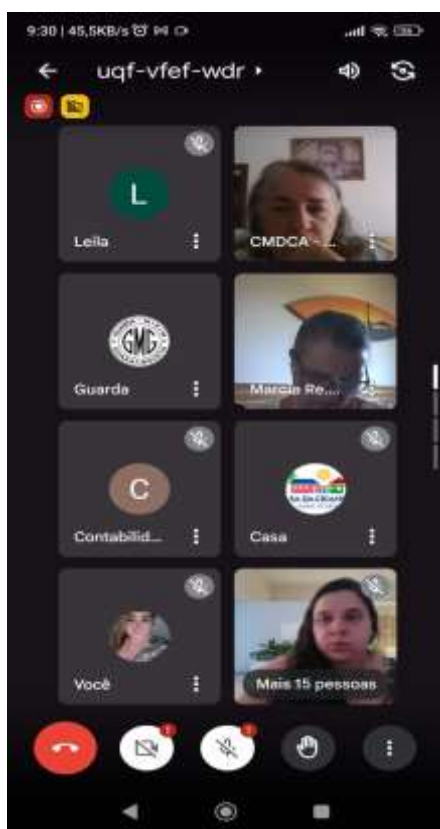 9:30 | 45,5KB/s
uqf-vfef-wdr
L
Leila
CMDCA - ...
GMG
Guarda
Marcia Re...
C
Contabilid...
Casa
Você
Mais 15 pessoas